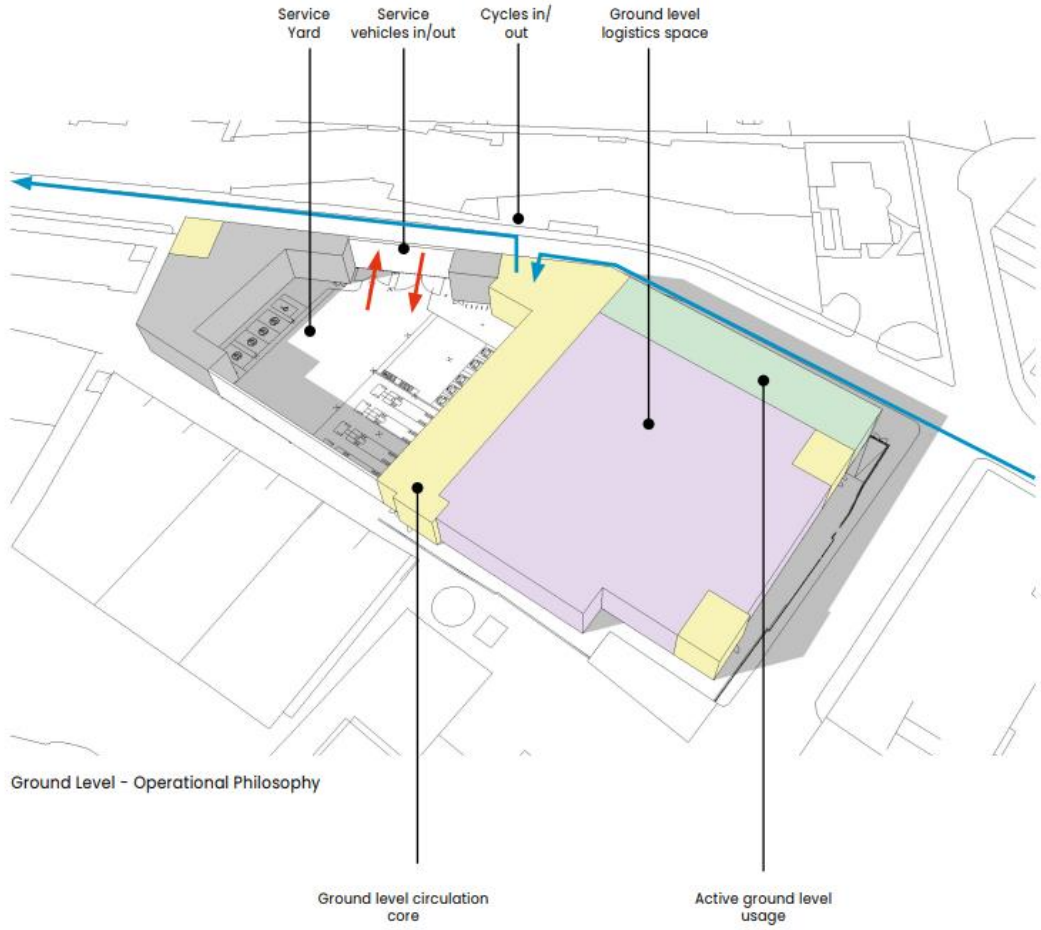 Service
Yard
Service
vehicles in/out
Cycles in/
out
Ground level
logistics space
Ground Level - Operational Philosophy
Ground level circulation
core
Active ground level
usage